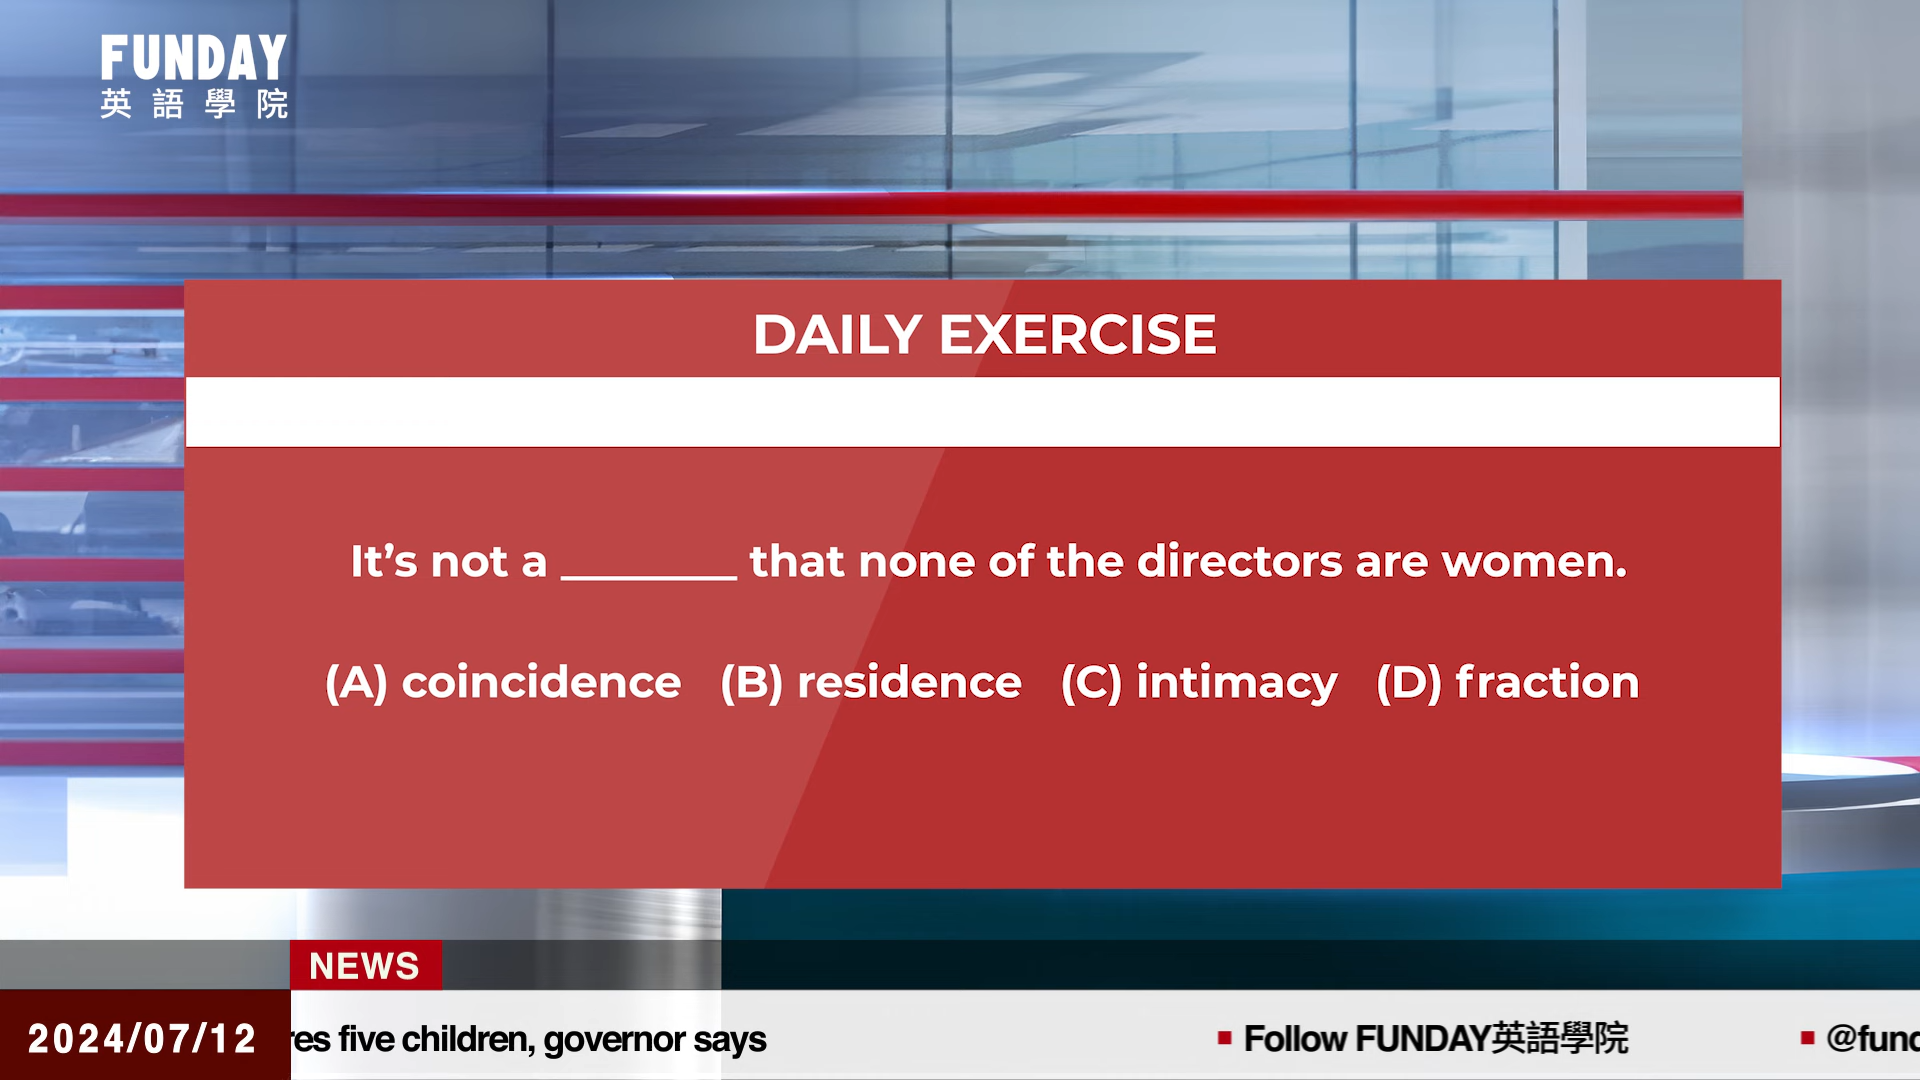 FUNDAY
英語學院
DAILY EXERCISE
It’s not a ________ that none of the directors are women.
(A) coincidence (B) residence (C) intimacy (D) fraction
NEWS
2024/07/12
five children, governor says
Follow FUNDAY英語學院